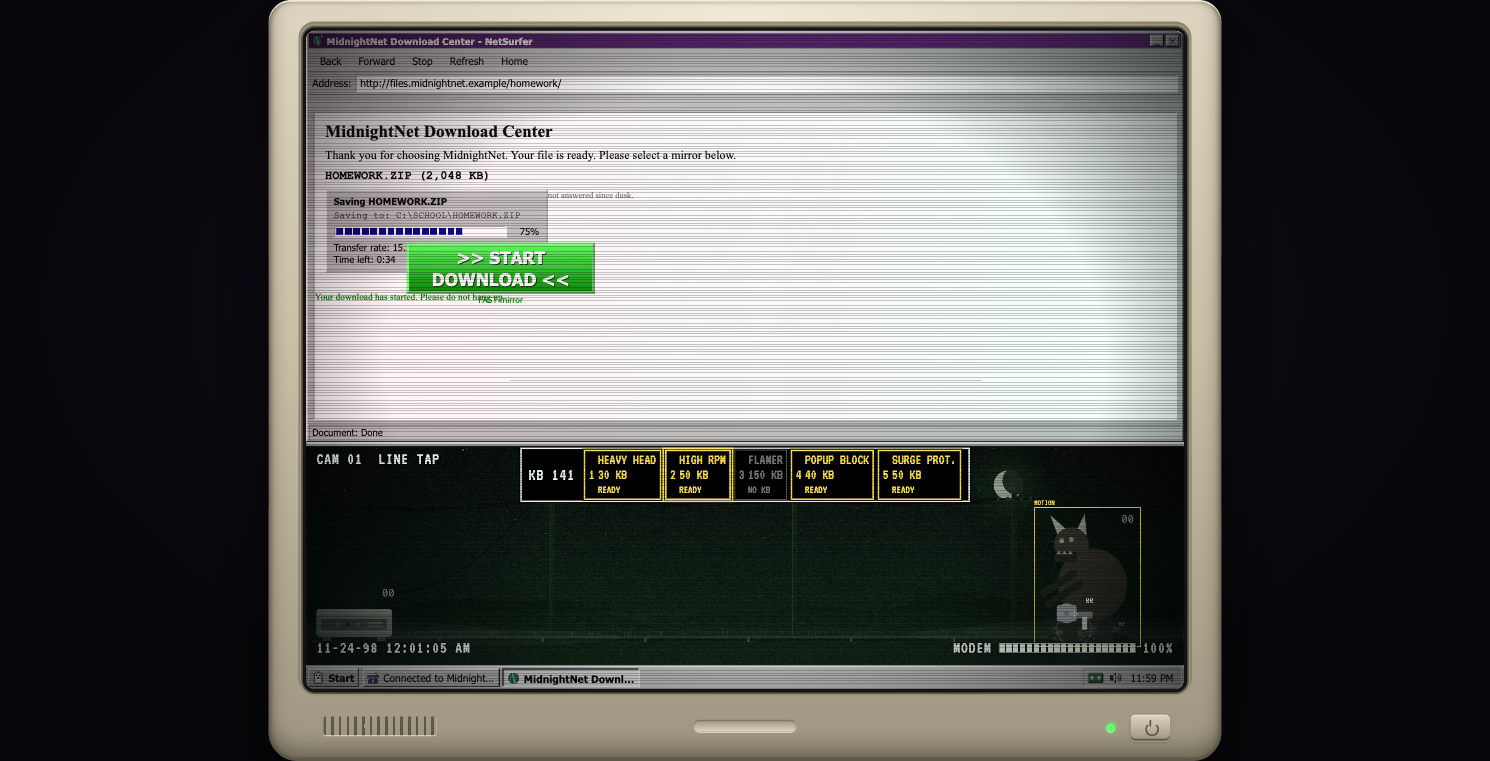 MidnightNet Download Center - NetSurfer
Back Forward Stop Refresh Home
Address: http://files.midnightnet.example/homework/
MidnightNet Download Center
Thank you for choosing MidnightNet. Your file is ready. Please select a mirror below.
HOMEWORK.ZIP (2,048 KB)
not answered since dusk.
Saving HOMEWORK.ZIP
Saving to: C:\SCHOOL\HOMEWORK.ZIP
75%
Transfer rate: 15.
Time left: 0:34
>> START
DOWNLOAD <<
Your download has started. Please do not hang up.
mirror
Document: Done
CAM 01 LINE TAP
KB 141
HEAVY HEAD
1 30 KB
READY
HIGH RPM
2 50 KB
READY
FLAMER
3 150 KB
NO KB
POPUP BLOCK
4 40 KB
READY
SURGE PROT.
5 50 KB
READY
MOTION
00
00
11-24-98 12:01:05 AM
MODEM 100%
Start Connected to Midnight... MidnightNet Downl... 11:59 PM